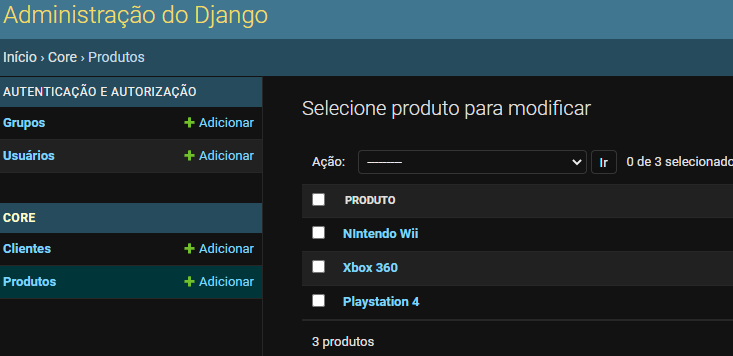 Administração do Django
Início › Core › Produtos
AUTENTICAÇÃO E AUTORIZAÇÃO
Grupos
+ Adicionar
Usuários
+ Adicionar
CORE
Clientes
+ Adicionar
Produtos
+ Adicionar
Selecione produto para modificar
Ação: --------- Ir 0 de 3 selecionado
PRODUTO
NIntendo Wii
Xbox 360
Playstation 4
3 produtos